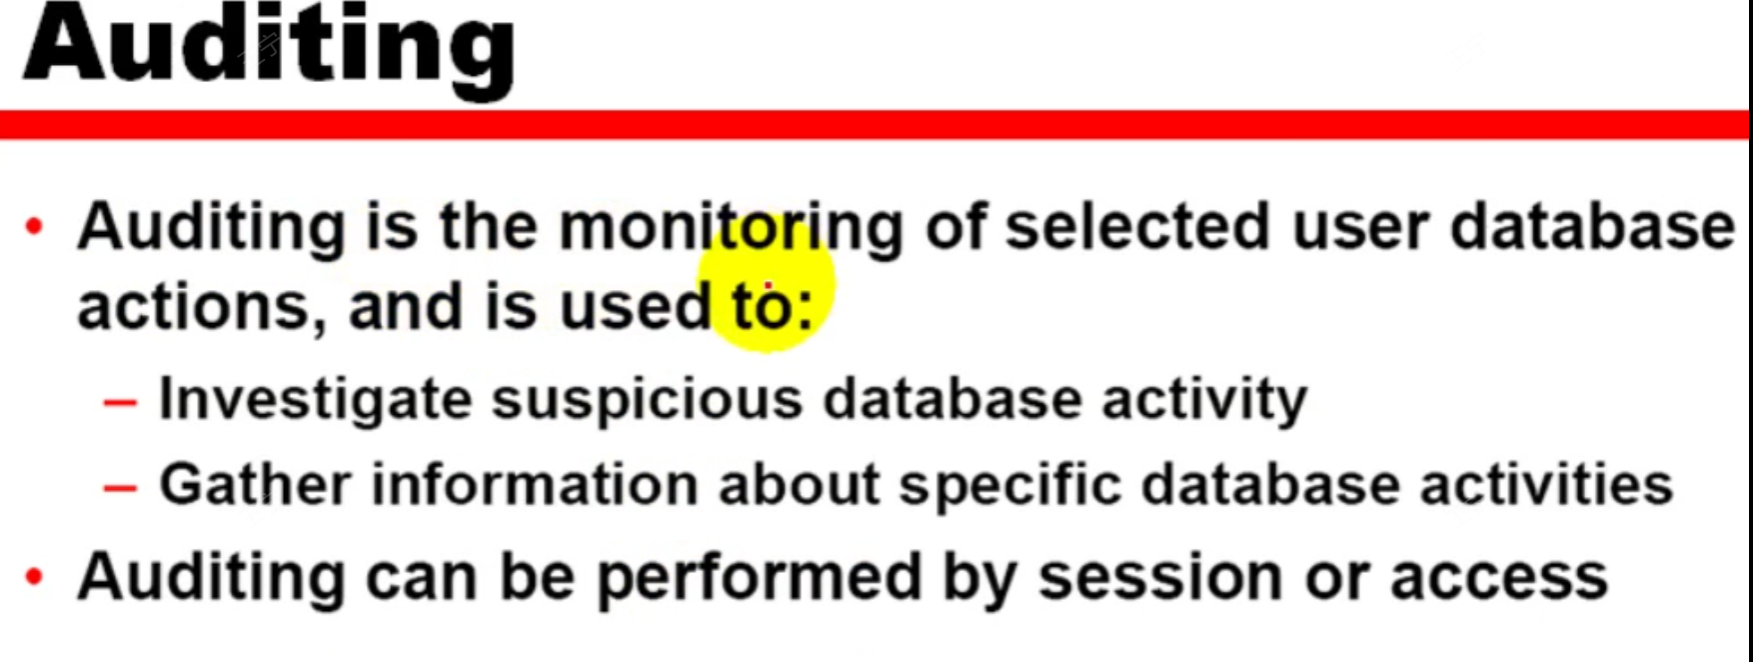 Auditing
• Auditing is the monitoring of selected user database
actions, and is used to:
– Investigate suspicious database activity
– Gather information about specific database activities
• Auditing can be performed by session or access